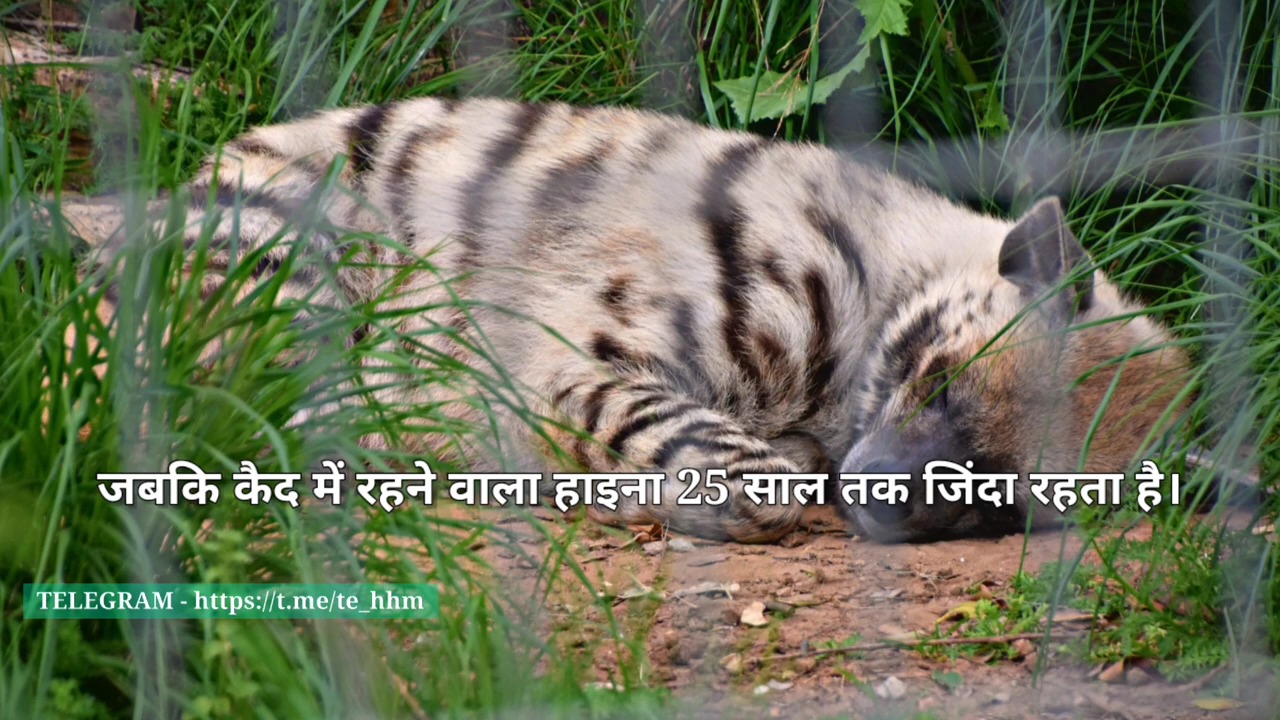 जबकि कैद में रहने वाला हाइना 25 साल तक जिंदा रहता है।
TELEGRAM - https://t.me/te_hhm